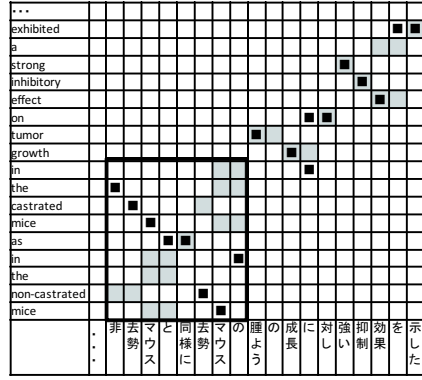 ...
exhibited
a
strong
inhibitory
effect
on
tumor
growth
in
the
castrated
mice
as
in
the
non-castrated
mice
・・・
非
去勢
マウス
と
同様に
去勢
マウス
の
腫よう
の
成長
に
対し
強い
抑制
効果
を
示した